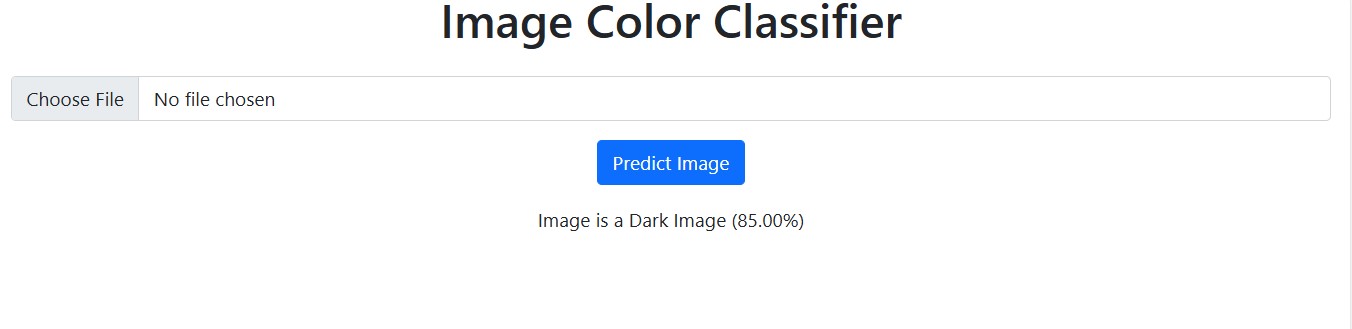 Image Color Classifier
Choose File No file chosen
Predict Image
Image is a Dark Image (85.00%)